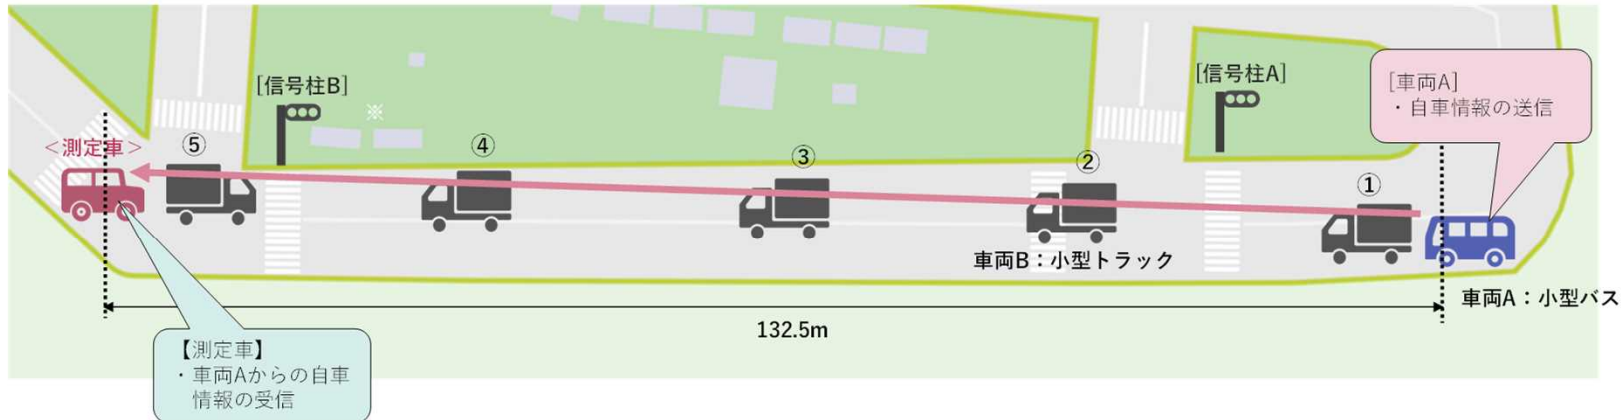 [信号柱B]
[信号柱A]
[車両A]
・自車情報の送信
※
<測定車>
⑤
④
③
②
①
車両B：小型トラック
車両A：小型バス
132.5m
【測定車】
・車両Aからの自車
情報の受信